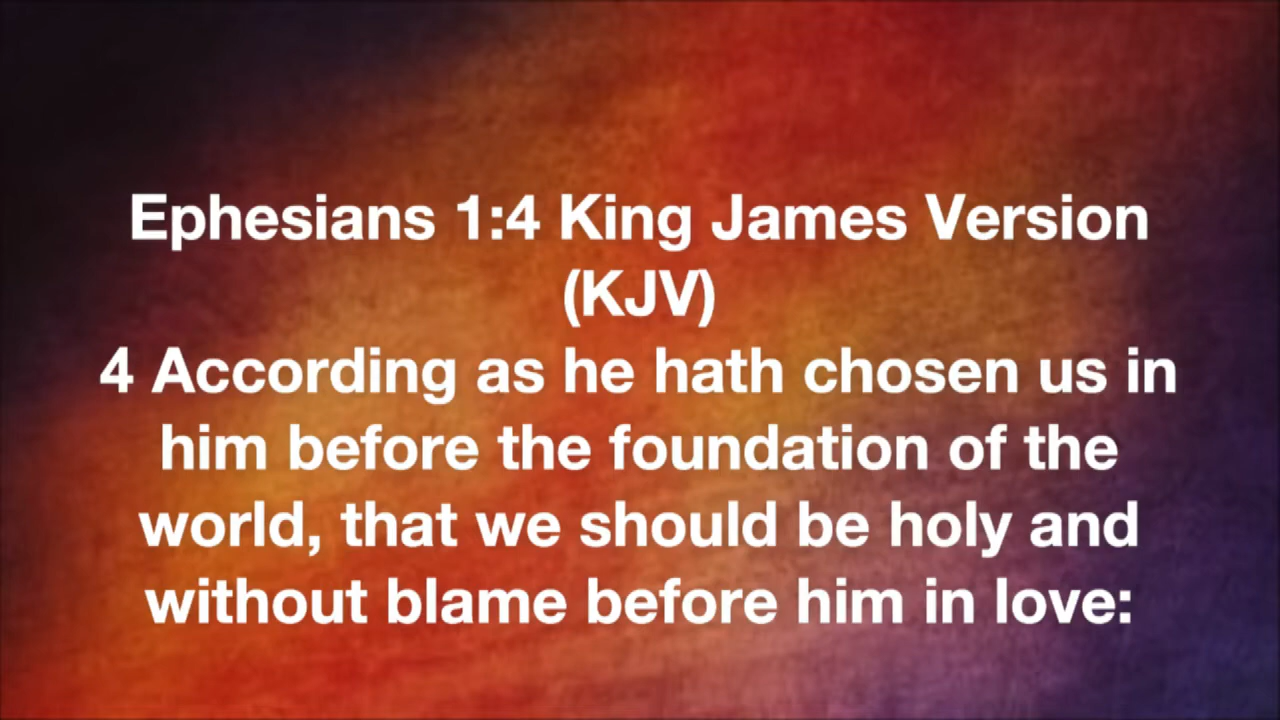 Ephesians 1:4 King James Version
(KJV)
4 According as he hath chosen us in
him before the foundation of the
world, that we should be holy and
without blame before him in love: